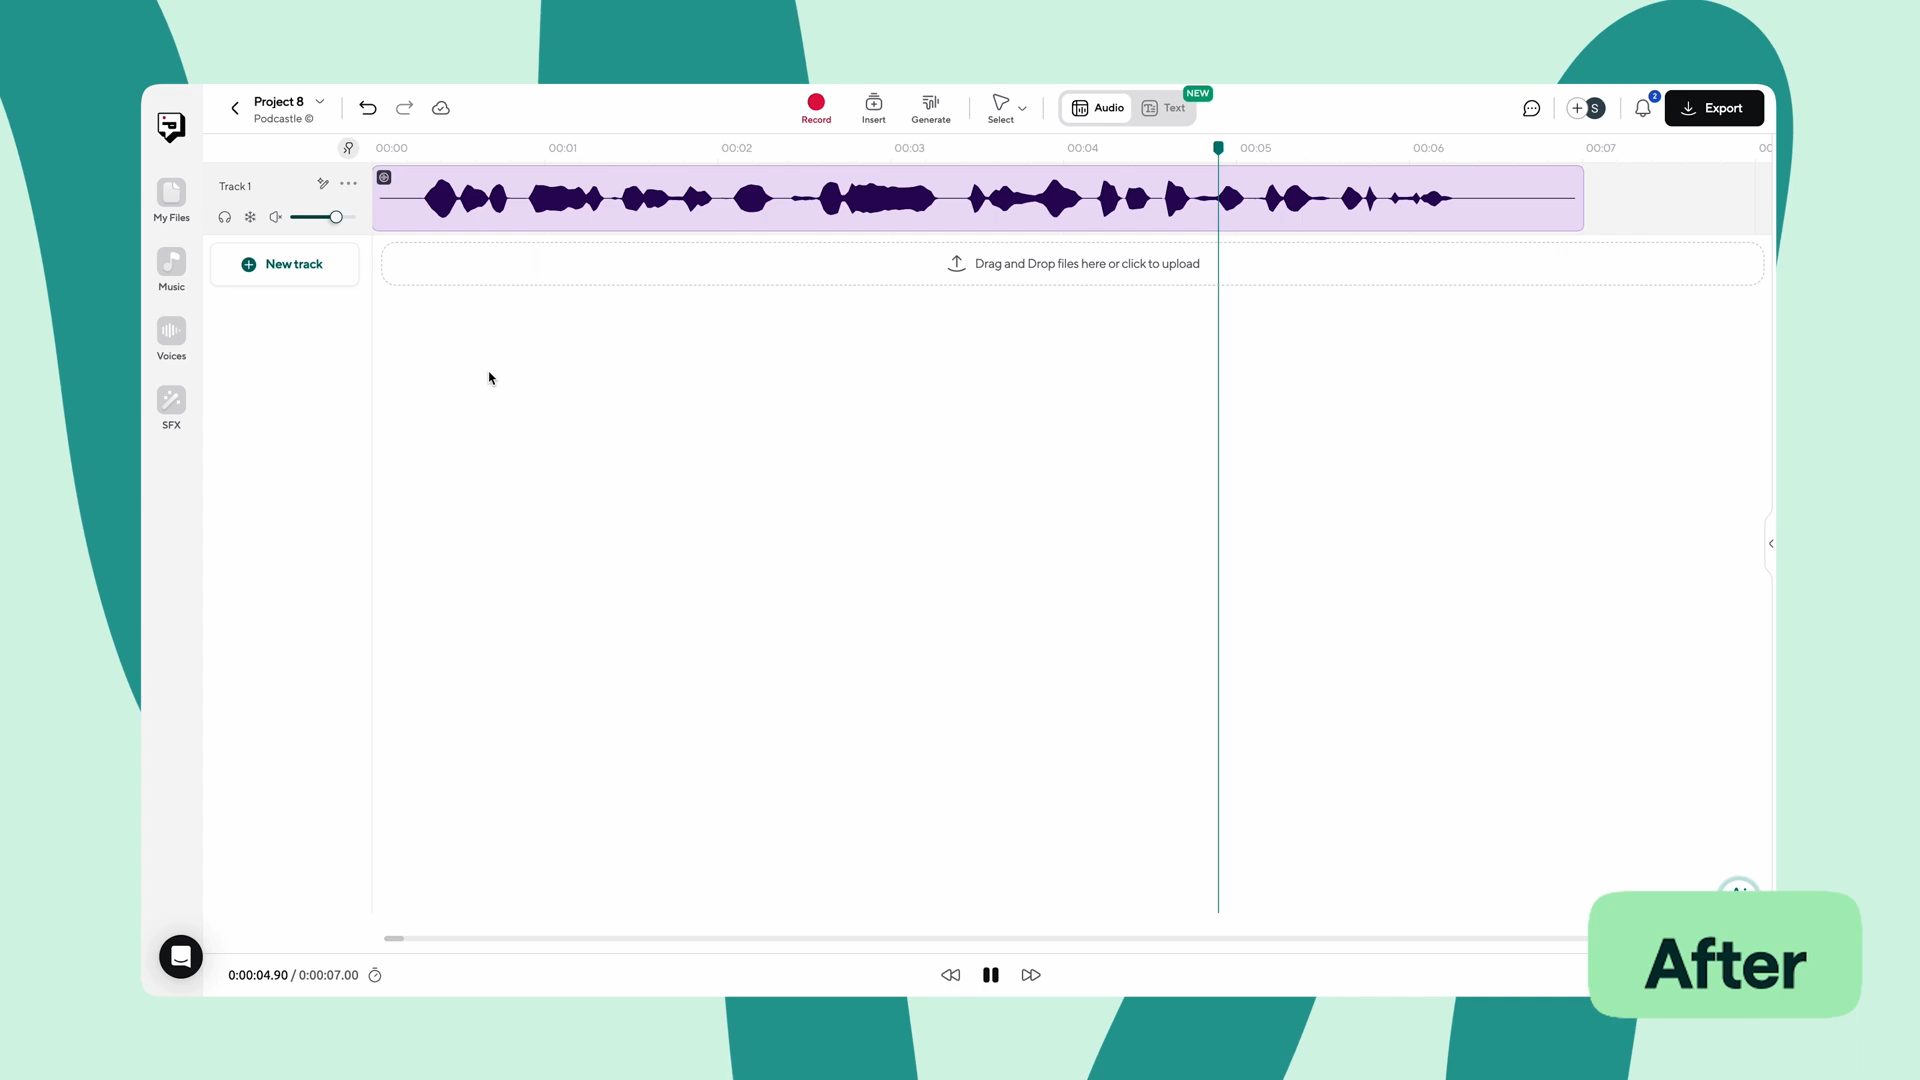 Project 8
Podcastle ©
Record
Insert
Generate
Select
Audio
Text
NEW
S
2
Export
00:00
00:01
00:02
00:03
00:04
00:05
00:06
00:07
Track 1
My Files
Music
Voices
SFX
New track
Drag and Drop files here or click to upload
0:00:04.90 / 0:00:07.00
After